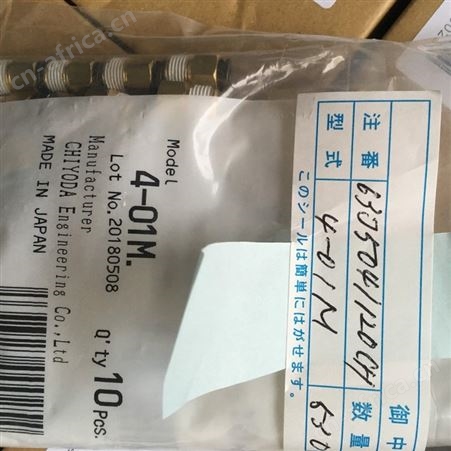 Model
4-01M.
Lot No. 20180508
Q'ty 10 Pcs.
Manufacturer
CHIYODA Engineering Co.,Ltd
MADE IN JAPAN
御中
注番
型式 4-01M
数量
このシールは簡単にはがせます。
cn-africa.cn